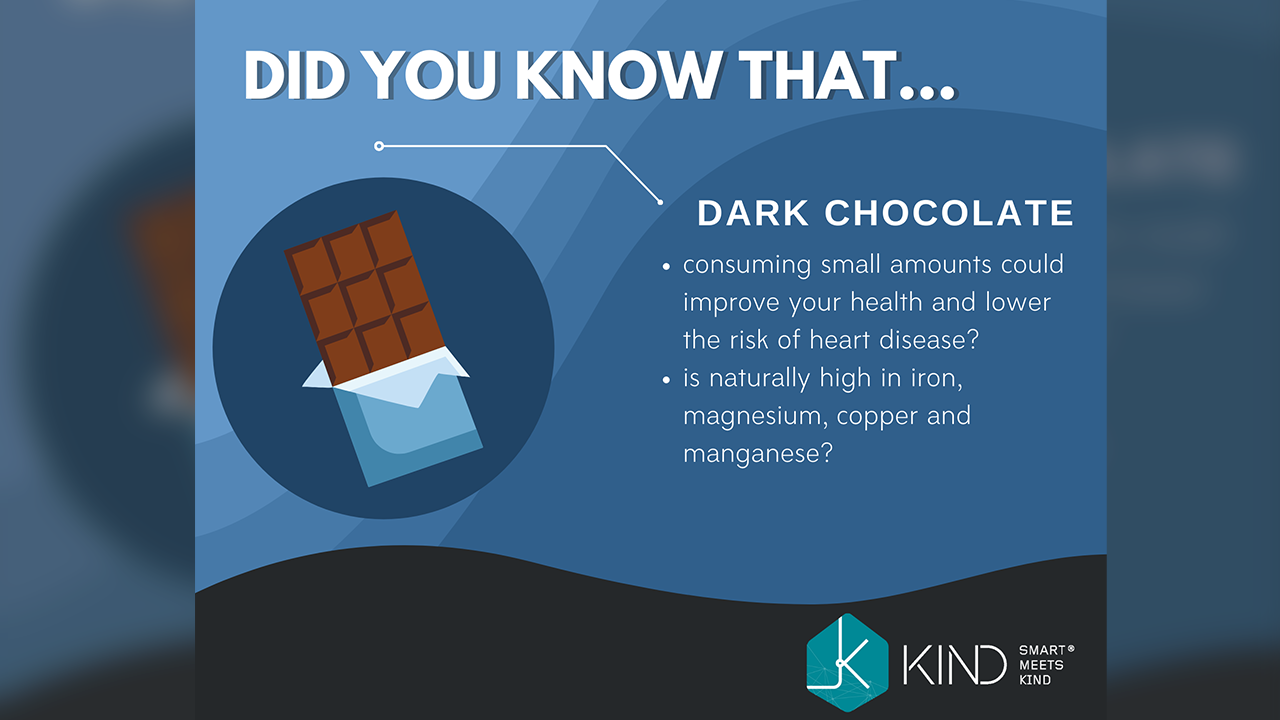 DID YOU KNOW THAT...
DARK CHOCOLATE
• consuming small amounts could
improve your health and lower
the risk of heart disease?
• is naturally high in iron,
magnesium, copper and
manganese?
KIND
SMART®
MEETS
KIND